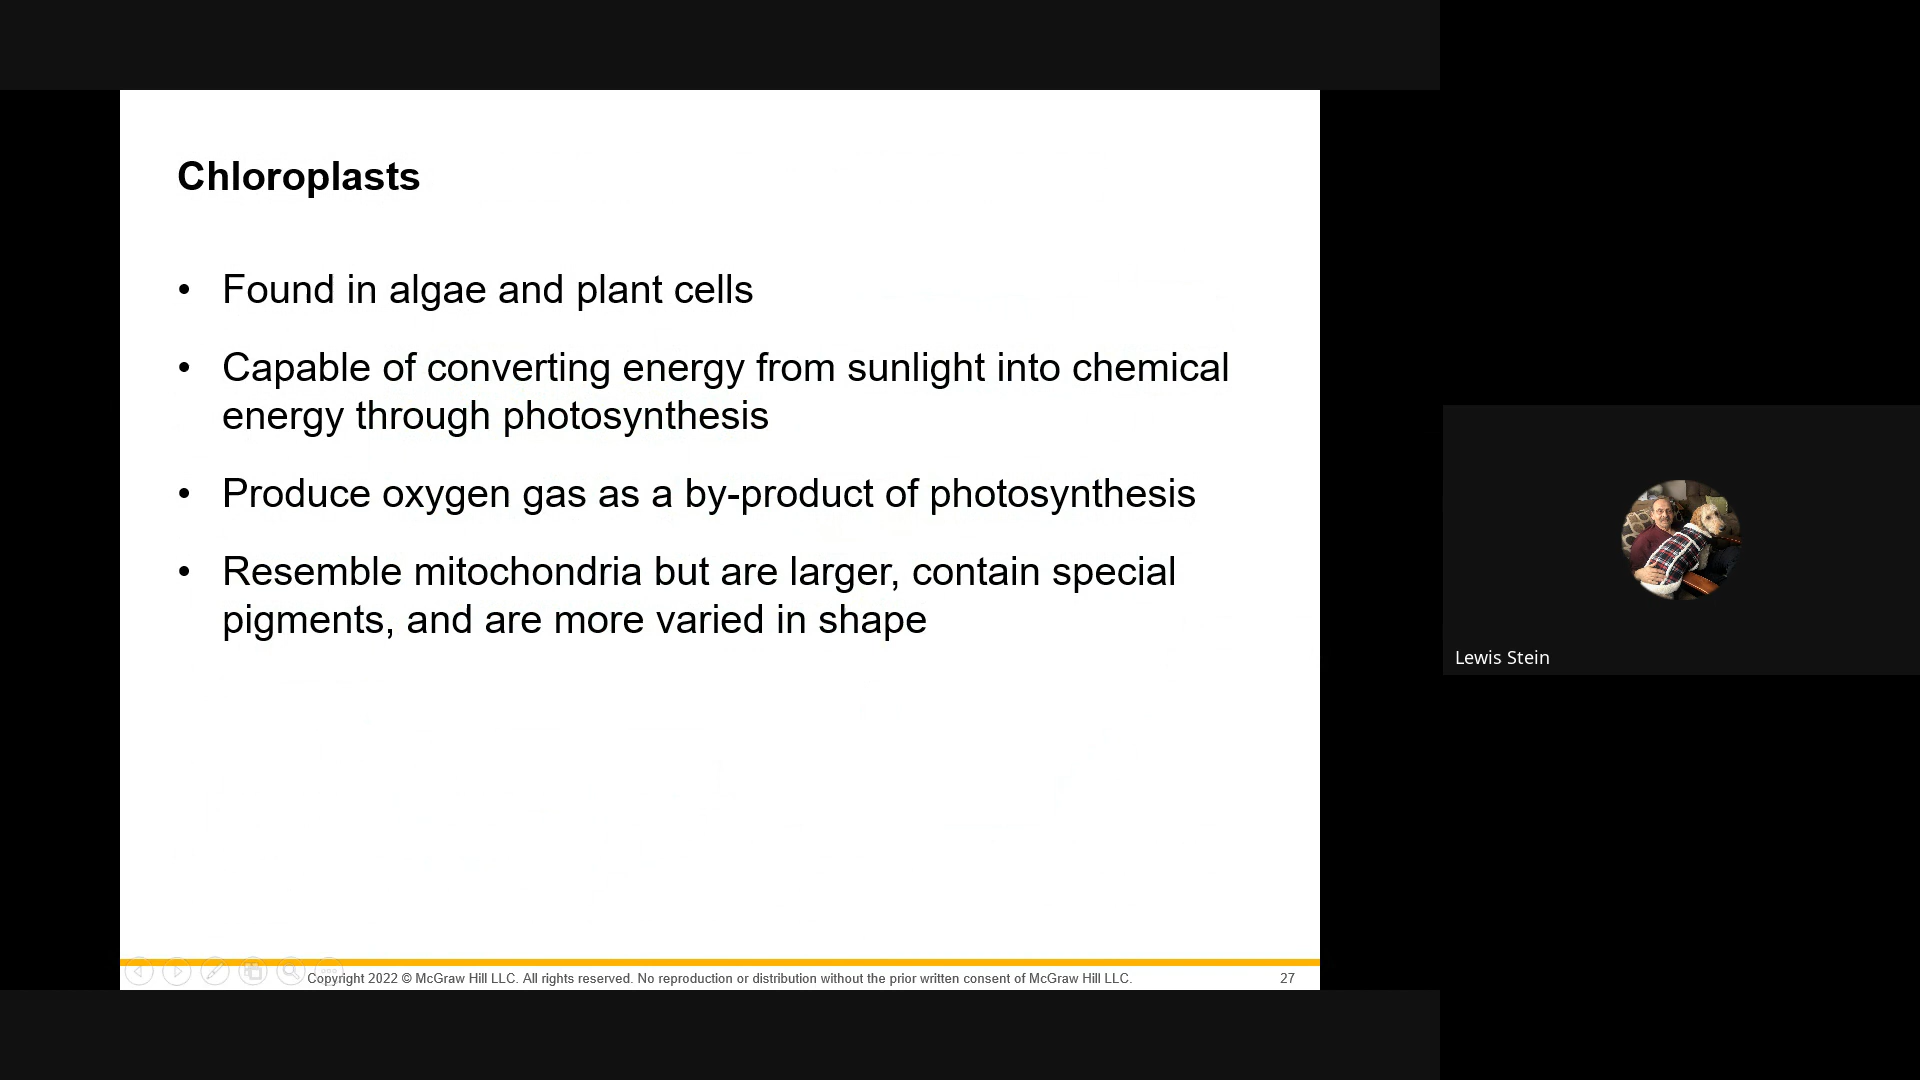 Chloroplasts
• Found in algae and plant cells
• Capable of converting energy from sunlight into chemical
energy through photosynthesis
• Produce oxygen gas as a by-product of photosynthesis
• Resemble mitochondria but are larger, contain special
pigments, and are more varied in shape
Copyright 2022 © McGraw Hill LLC. All rights reserved. No reproduction or distribution without the prior written consent of McGraw Hill LLC.
27
Lewis Stein